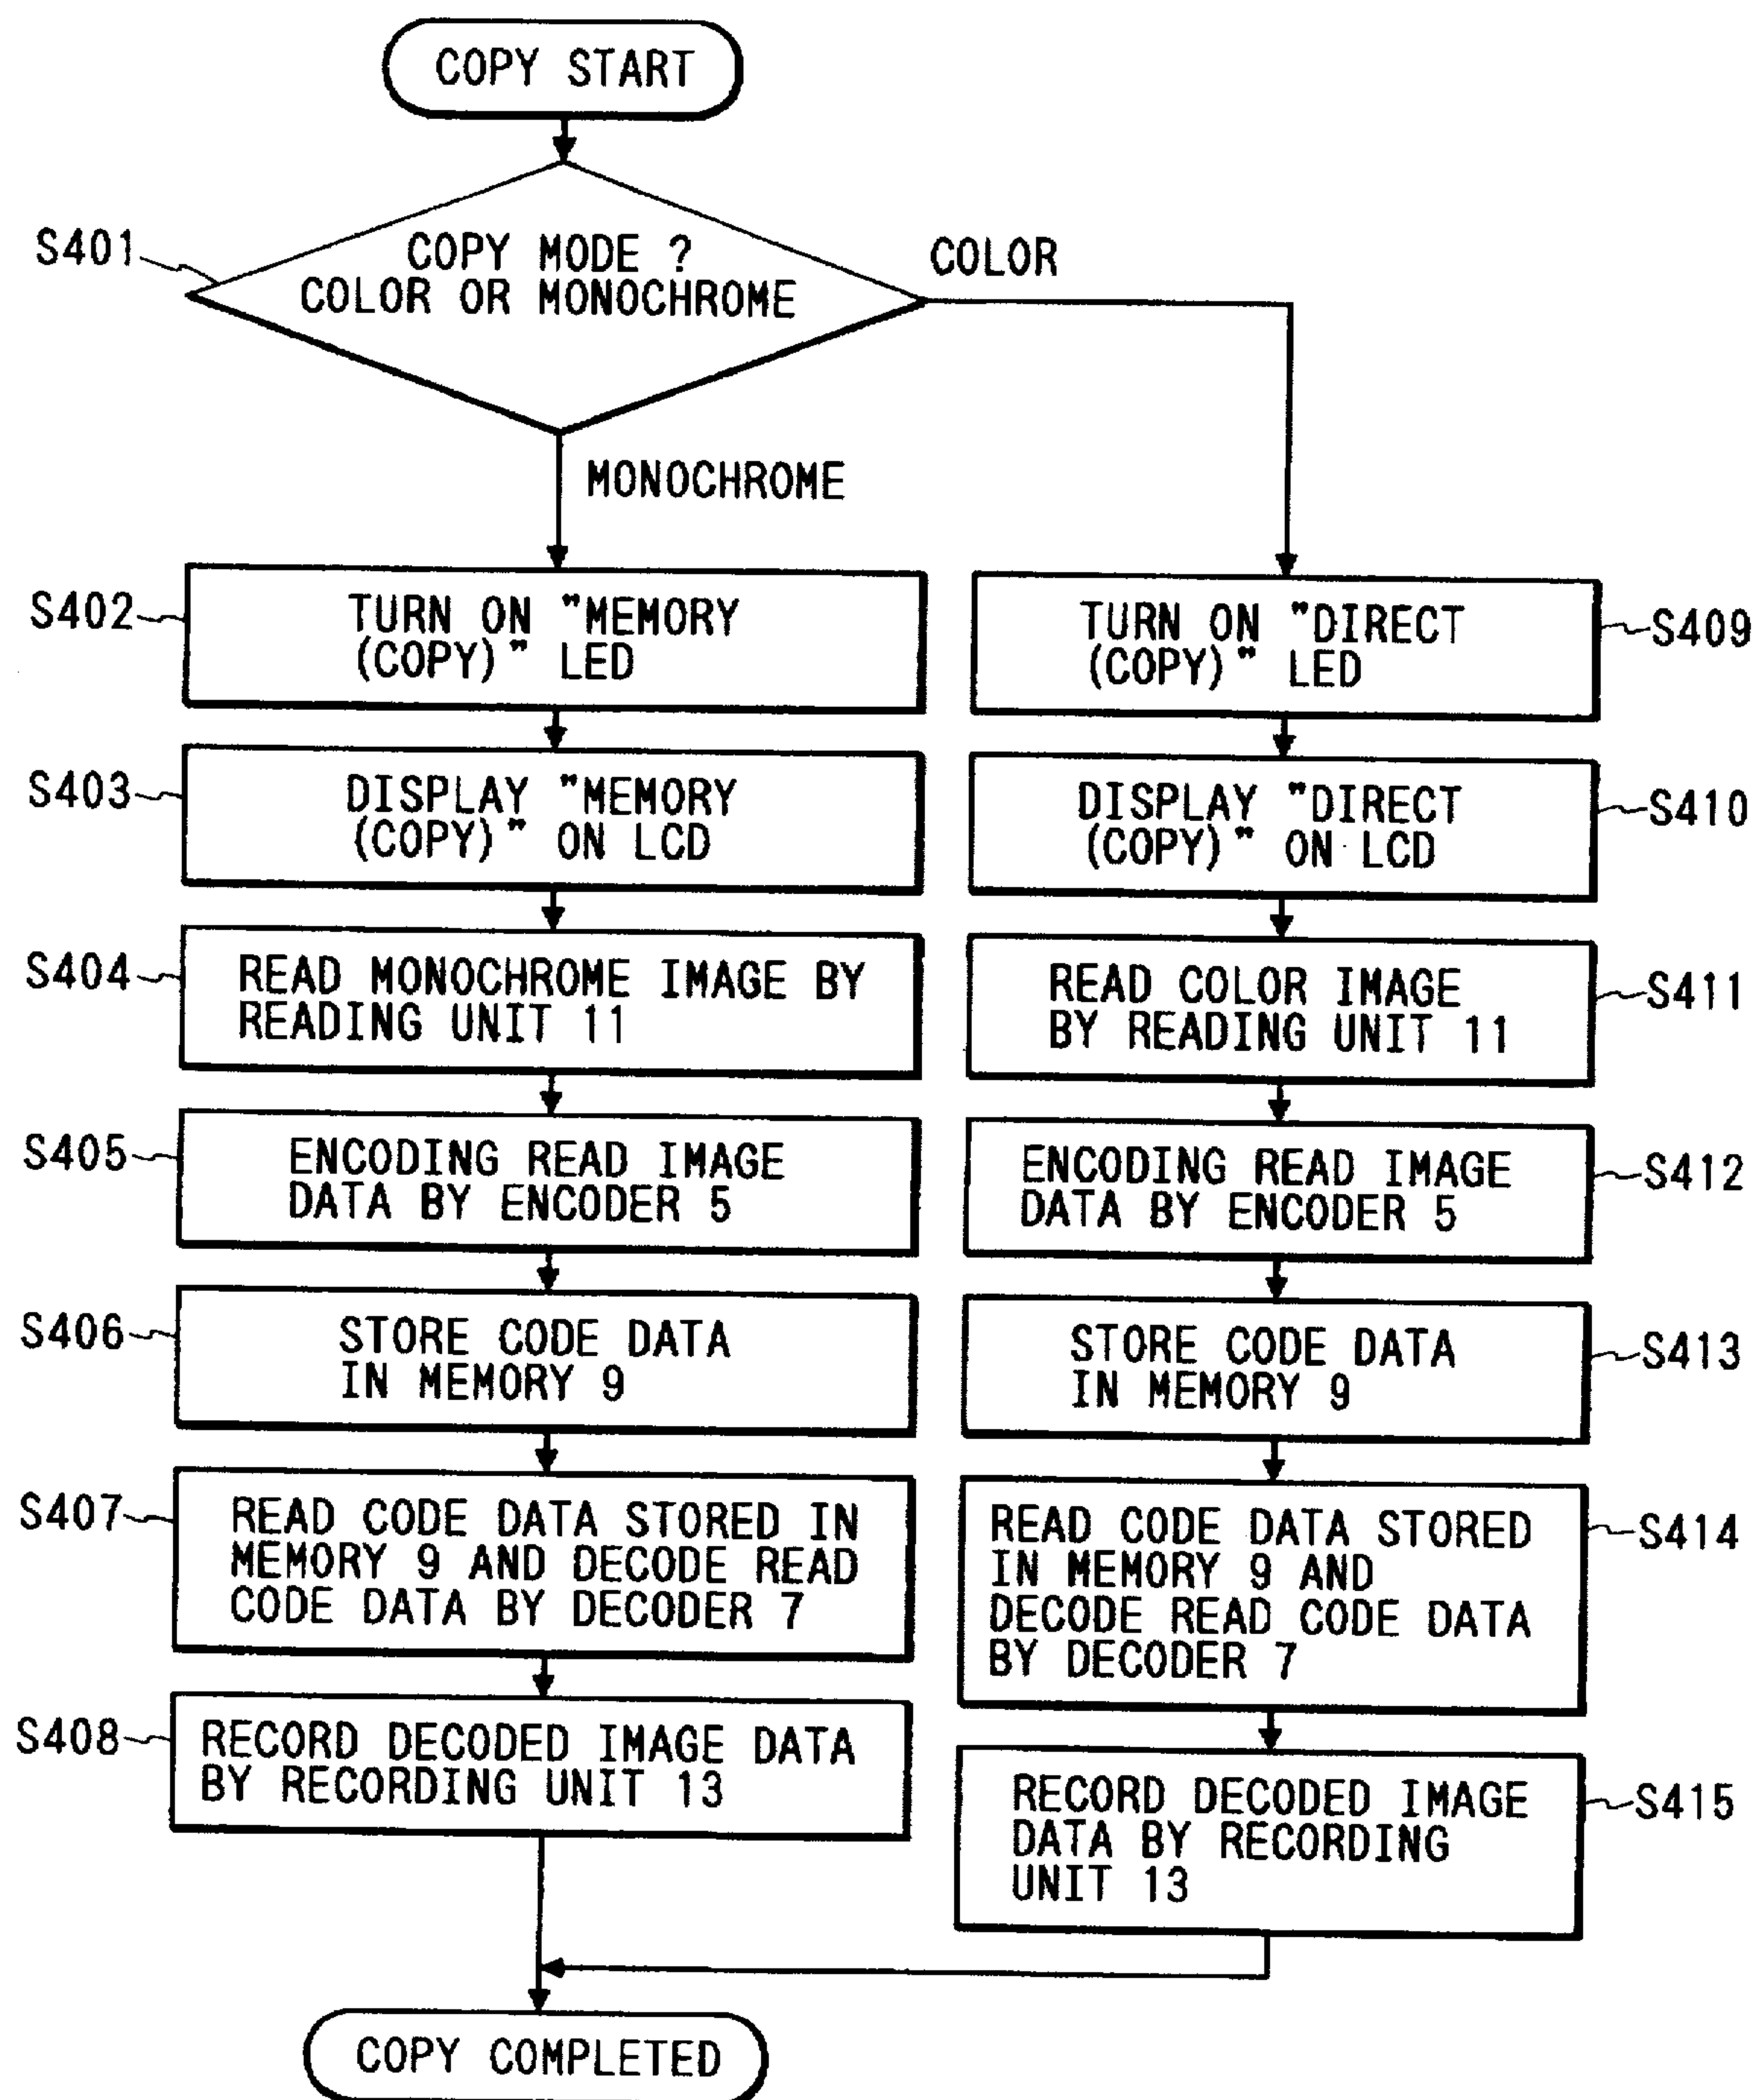 COPY START
S401
COPY MODE ?
COLOR OR MONOCHROME
COLOR
MONOCHROME
S402
TURN ON "MEMORY
(COPY)" LED
S403
DISPLAY "MEMORY
(COPY)" ON LCD
S404
READ MONOCHROME IMAGE BY
READING UNIT 11
S405
ENCODING READ IMAGE
DATA BY ENCODER 5
S406
STORE CODE DATA
IN MEMORY 9
S407
READ CODE DATA STORED IN
MEMORY 9 AND DECODE READ
CODE DATA BY DECODER 7
S408
RECORD DECODED IMAGE DATA
BY RECORDING UNIT 13
TURN ON "DIRECT
(COPY)" LED
S409
DISPLAY "DIRECT
(COPY)" ON LCD
S410
READ COLOR IMAGE
BY READING UNIT 11
S411
ENCODING READ IMAGE
DATA BY ENCODER 5
S412
STORE CODE DATA
IN MEMORY 9
S413
READ CODE DATA STORED
IN MEMORY 9 AND
DECODE READ CODE DATA
BY DECODER 7
S414
RECORD DECODED IMAGE
DATA BY RECORDING
UNIT 13
S415
COPY COMPLETED